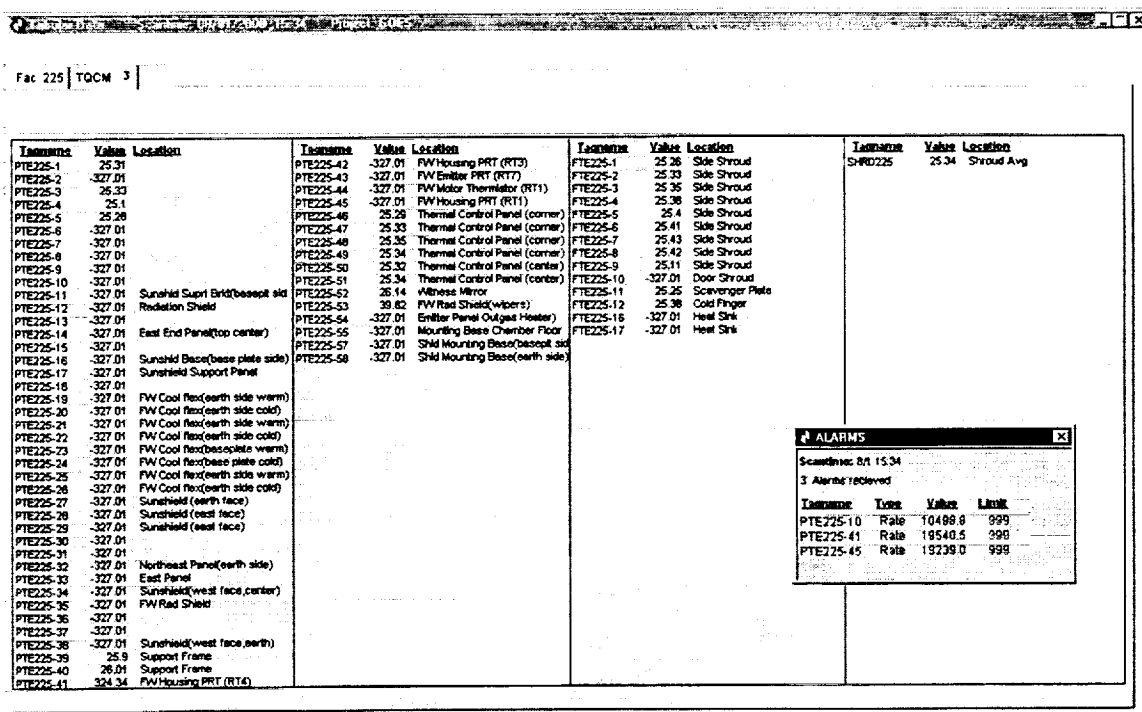 Project: GOES
Fac 225 TQCM 3
Tagname Value Location
PTE225-1 25.31
PTE225-2 -327.01
PTE225-3 25.33
PTE225-4 25.1
PTE225-5 25.28
PTE225-6 -327.01
PTE225-7 -327.01
PTE225-8 -327.01
PTE225-9 -327.01
PTE225-10 -327.01
PTE225-11 -327.01 Sunshld Suprt Brkt(baseplt sid
PTE225-12 -327.01 Radiation Shield
PTE225-13 -327.01
PTE225-14 -327.01 East End Panel(top center)
PTE225-15 -327.01
PTE225-16 -327.01 Sunshld Base(base plate side)
PTE225-17 -327.01 Sunshield Support Panel
PTE225-18 -327.01
PTE225-19 -327.01 FW Cool flex(earth side warm)
PTE225-20 -327.01 FW Cool flex(earth side cold)
PTE225-21 -327.01 FW Cool flex(earth side warm)
PTE225-22 -327.01 FW Cool flex(earth side cold)
PTE225-23 -327.01 FW Cool flex(baseplate warm)
PTE225-24 -327.01 FW Cool flex(base plate cold)
PTE225-25 -327.01 FW Cool flex(earth side warm)
PTE225-26 -327.01 FW Cool flex(earth side cold)
PTE225-27 -327.01 Sunshield (earth face)
PTE225-28 -327.01 Sunshield (east face)
PTE225-29 -327.01 Sunshield (east face)
PTE225-30 -327.01
PTE225-31 -327.01
PTE225-32 -327.01 Northeast Panel(earth side)
PTE225-33 -327.01 East Panel
PTE225-34 -327.01 Sunshield(west face,center)
PTE225-35 -327.01 FW Rad Shield
PTE225-36 -327.01
PTE225-37 -327.01
PTE225-38 -327.01 Sunshield(west face,earth)
PTE225-39 25.9 Support Frame
PTE225-40 26.01 Support Frame
PTE225-41 324.34 FW Housing PRT (RT4)
Tagname Value Location
PTE225-42 -327.01 FW Housing PRT (RT3)
PTE225-43 -327.01 FW Emitter PRT (RT7)
PTE225-44 -327.01 FW Motor Thermistor (RT1)
PTE225-45 -327.01 FW Housing PRT (RT1)
PTE225-46 25.29 Thermal Control Panel (corner)
PTE225-47 25.33 Thermal Control Panel (corner)
PTE225-48 25.35 Thermal Control Panel (corner)
PTE225-49 25.34 Thermal Control Panel (corner)
PTE225-50 25.32 Thermal Control Panel (center)
PTE225-51 25.34 Thermal Control Panel (center)
PTE225-52 26.14 Witness Mirror
PTE225-53 39.82 FW Rad Shield(wipers)
PTE225-54 -327.01 Emitter Panel Outgas Heater)
PTE225-55 -327.01 Mounting Base Chamber Floor
PTE225-57 -327.01 Shld Mounting Base(baseplt sid
PTE225-58 -327.01 Shld Mounting Base(earth side)
Tagname Value Location
FTE225-1 25.26 Side Shroud
FTE225-2 25.33 Side Shroud
FTE225-3 25.35 Side Shroud
FTE225-4 25.38 Side Shroud
FTE225-5 25.4 Side Shroud
FTE225-6 25.41 Side Shroud
FTE225-7 25.43 Side Shroud
FTE225-8 25.42 Side Shroud
FTE225-9 25.11 Side Shroud
FTE225-10 -327.01 Door Shroud
FTE225-11 25.25 Scavenger Plate
FTE225-12 25.38 Cold Finger
FTE225-16 -327.01 Heat Sink
FTE225-17 -327.01 Heat Sink
Tagname Value Location
SHRD225 25.34 Shroud Avg
ALARMS
Scantime: 8/1 15:34
3 Alarms recieved
Tagname Type Value Limit
PTE225-10 Rate 10498.8 999
PTE225-41 Rate 19540.5 999
PTE225-45 Rate 19239.0 999